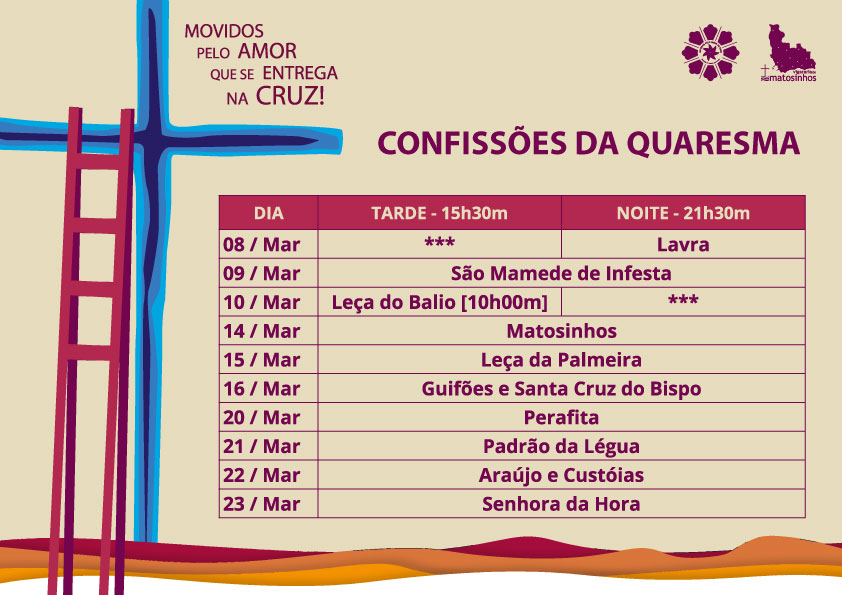 MOVIDOS
PELO AMOR
QUE SE ENTREGA
NA CRUZ!
matosinhos
CONFISSÕES DA QUARESMA
DIA TARDE - 15h30m NOITE - 21h30m
08 / Mar *** Lavra
09 / Mar São Mamede de Infesta
10 / Mar Leça do Balio [10h00m] ***
14 / Mar Matosinhos
15 / Mar Leça da Palmeira
16 / Mar Guifões e Santa Cruz do Bispo
20 / Mar Perafita
21 / Mar Padrão da Légua
22 / Mar Araújo e Custóias
23 / Mar Senhora da Hora